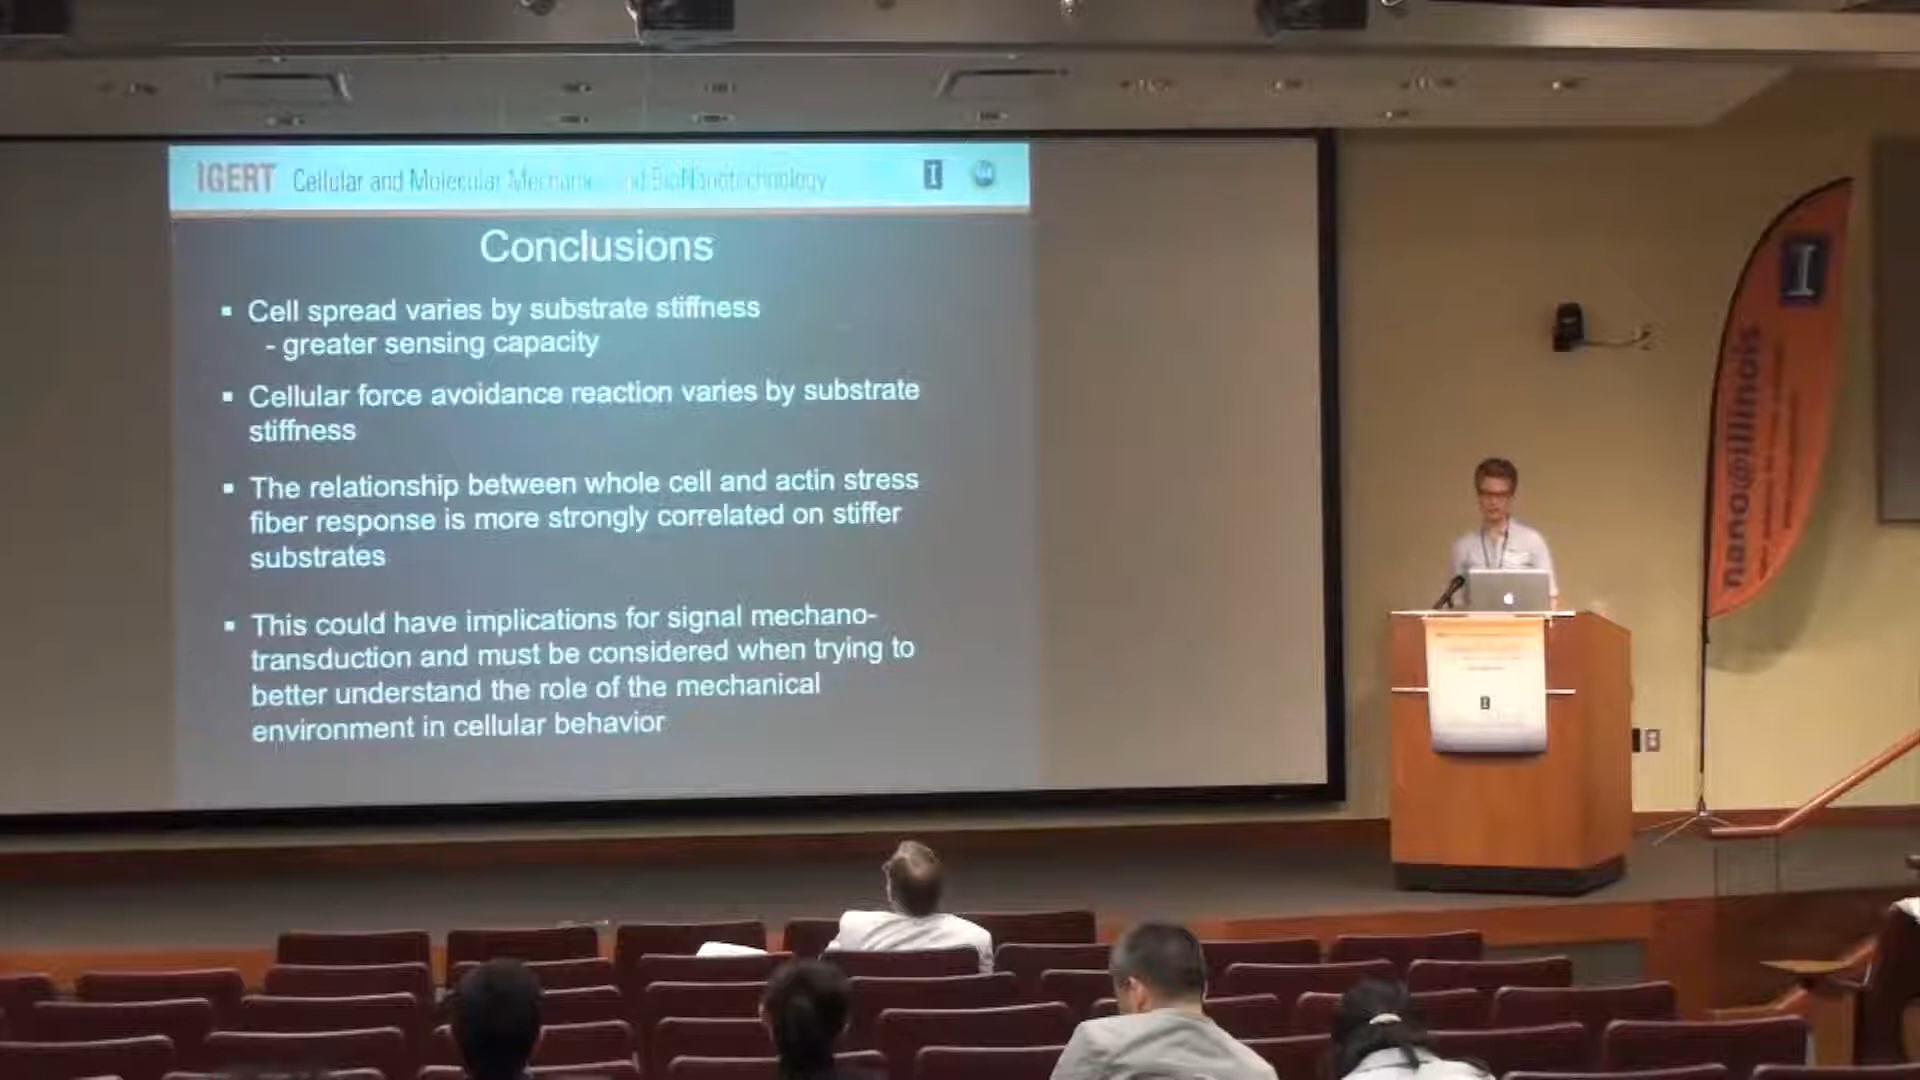 IGERT Cellular and Molecular Mechanics and BioNanotechnology
I
Conclusions
▪ Cell spread varies by substrate stiffness
- greater sensing capacity
▪ Cellular force avoidance reaction varies by substrate
stiffness
▪ The relationship between whole cell and actin stress
fiber response is more strongly correlated on stiffer
substrates
▪ This could have implications for signal mechano-
transduction and must be considered when trying to
better understand the role of the mechanical
environment in cellular behavior
I
nano@illinois
I